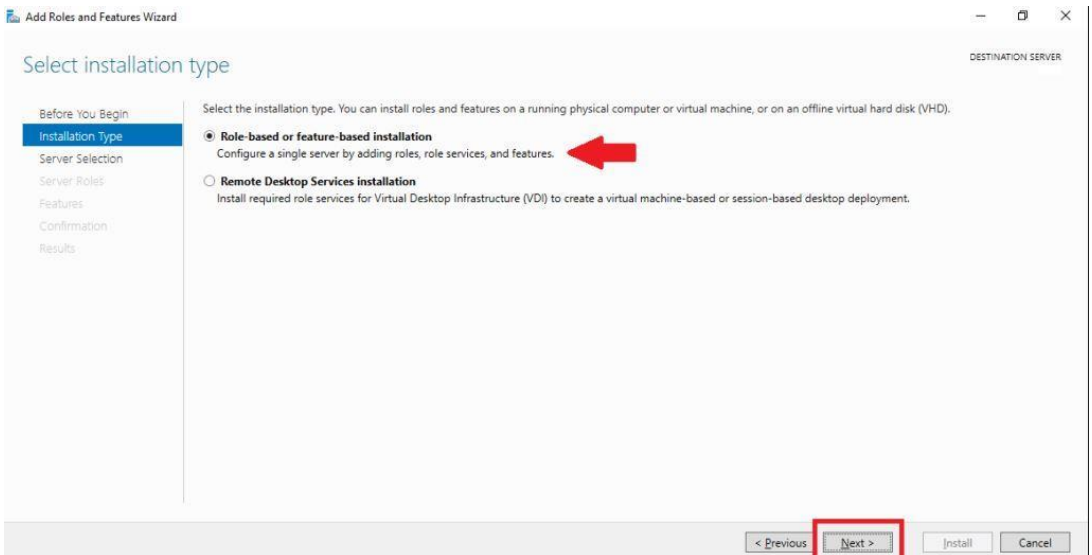 Add Roles and Features Wizard
Select installation type
DESTINATION SERVER
Before You Begin
Installation Type
Server Selection
Server Roles
Features
Confirmation
Results
Select the installation type. You can install roles and features on a running physical computer or virtual machine, or on an offline virtual hard disk (VHD).
Role-based or feature-based installation
Configure a single server by adding roles, role services, and features.
Remote Desktop Services installation
Install required role services for Virtual Desktop Infrastructure (VDI) to create a virtual machine-based or session-based desktop deployment.
< Previous
Next >
Install
Cancel